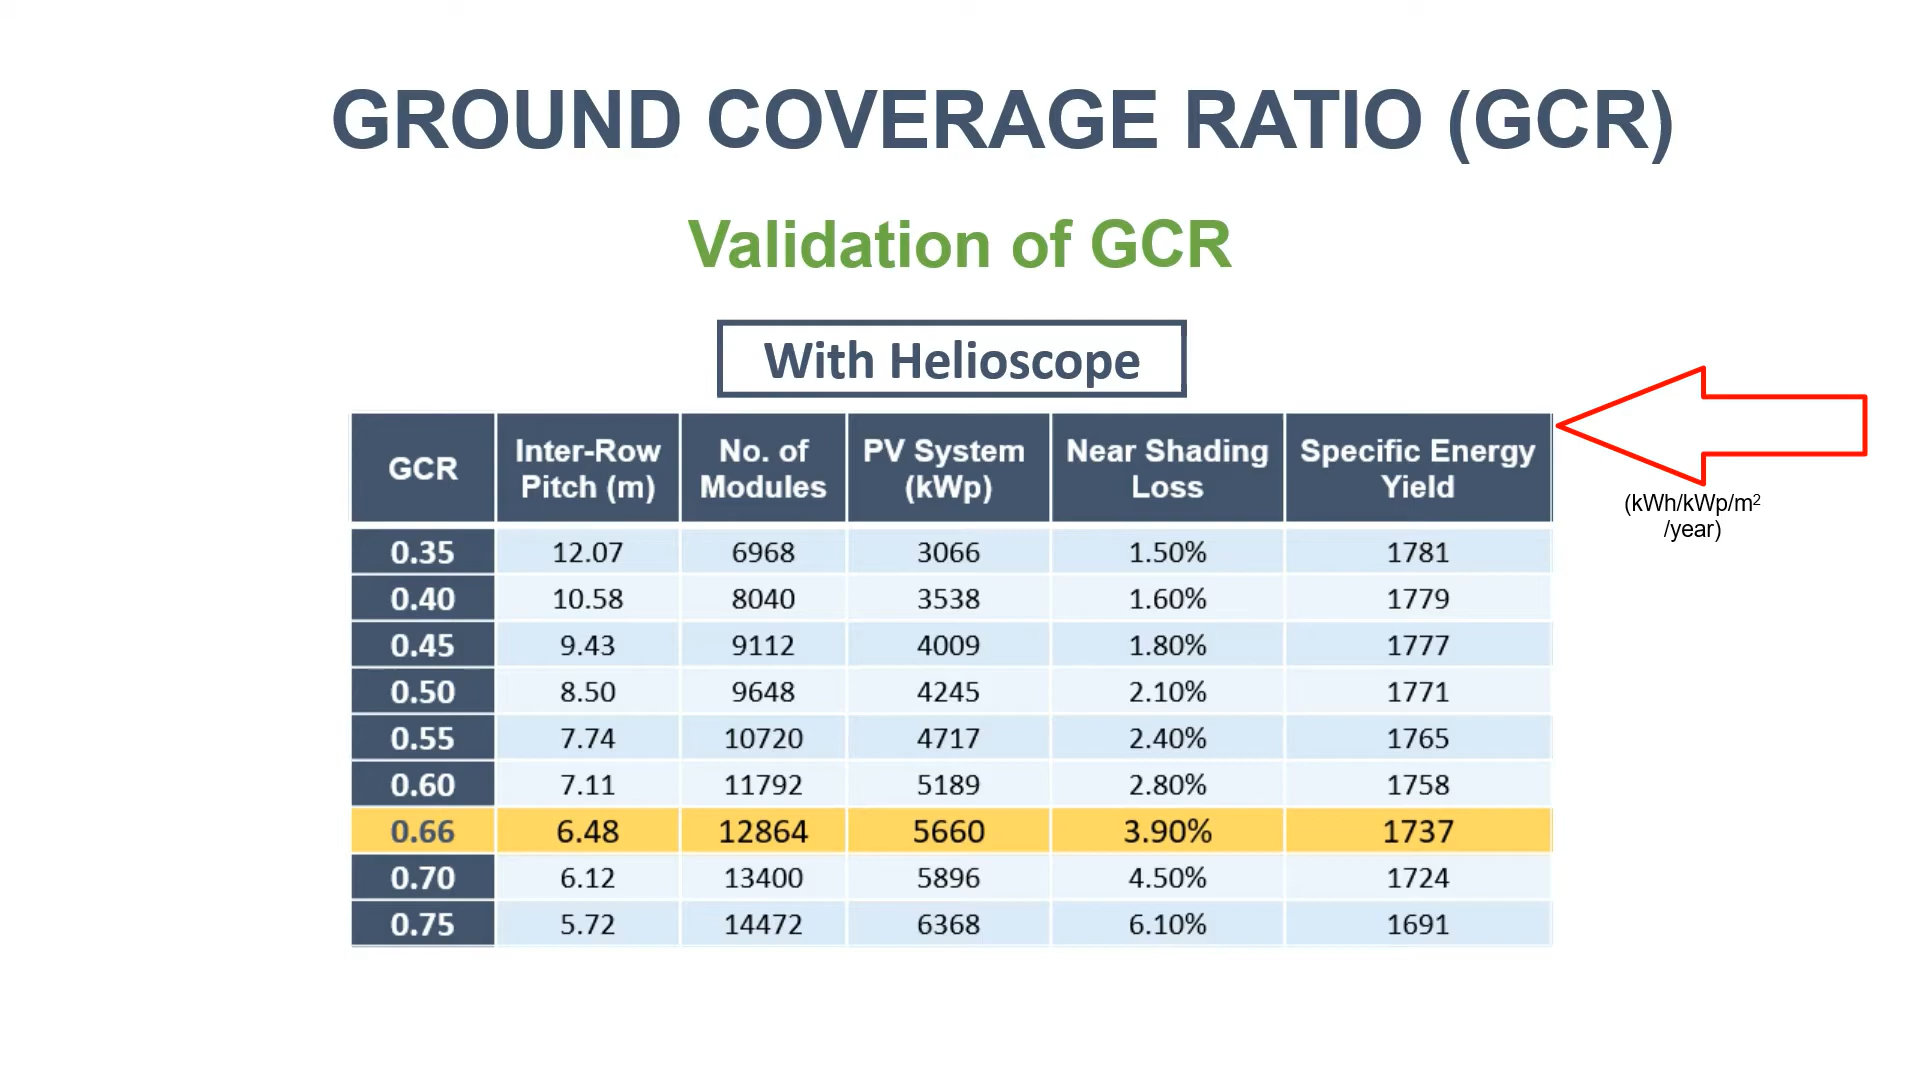 GROUND COVERAGE RATIO (GCR)
Validation of GCR
With Helioscope
GCR Inter-Row Pitch (m) No. of Modules PV System (kWp) Near Shading Loss Specific Energy Yield
(kWh/kWp/m²
/year)
0.35 12.07 6968 3066 1.50% 1781
0.40 10.58 8040 3538 1.60% 1779
0.45 9.43 9112 4009 1.80% 1777
0.50 8.50 9648 4245 2.10% 1771
0.55 7.74 10720 4717 2.40% 1765
0.60 7.11 11792 5189 2.80% 1758
0.66 6.48 12864 5660 3.90% 1737
0.70 6.12 13400 5896 4.50% 1724
0.75 5.72 14472 6368 6.10% 1691